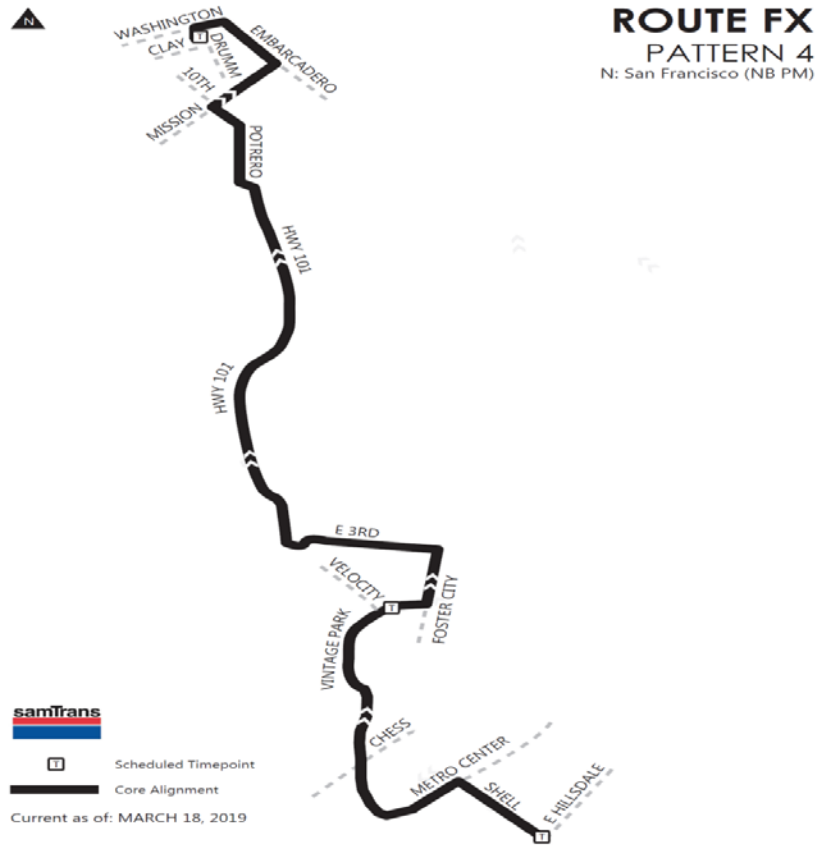 N
ROUTE FX
PATTERN 4
N: San Francisco (NB PM)
WASHINGTON
CLAY
T
DRUMM
EMBARCADERO
10TH
MISSION
POTRERO
HWY 101
HWY 101
E 3RD
VELOCITY
T
FOSTER CITY
VINTAGE PARK
CHESS
METRO CENTER
SHELL
E HILLSDALE
T
samTrans
T Scheduled Timepoint
Core Alignment
Current as of: MARCH 18, 2019